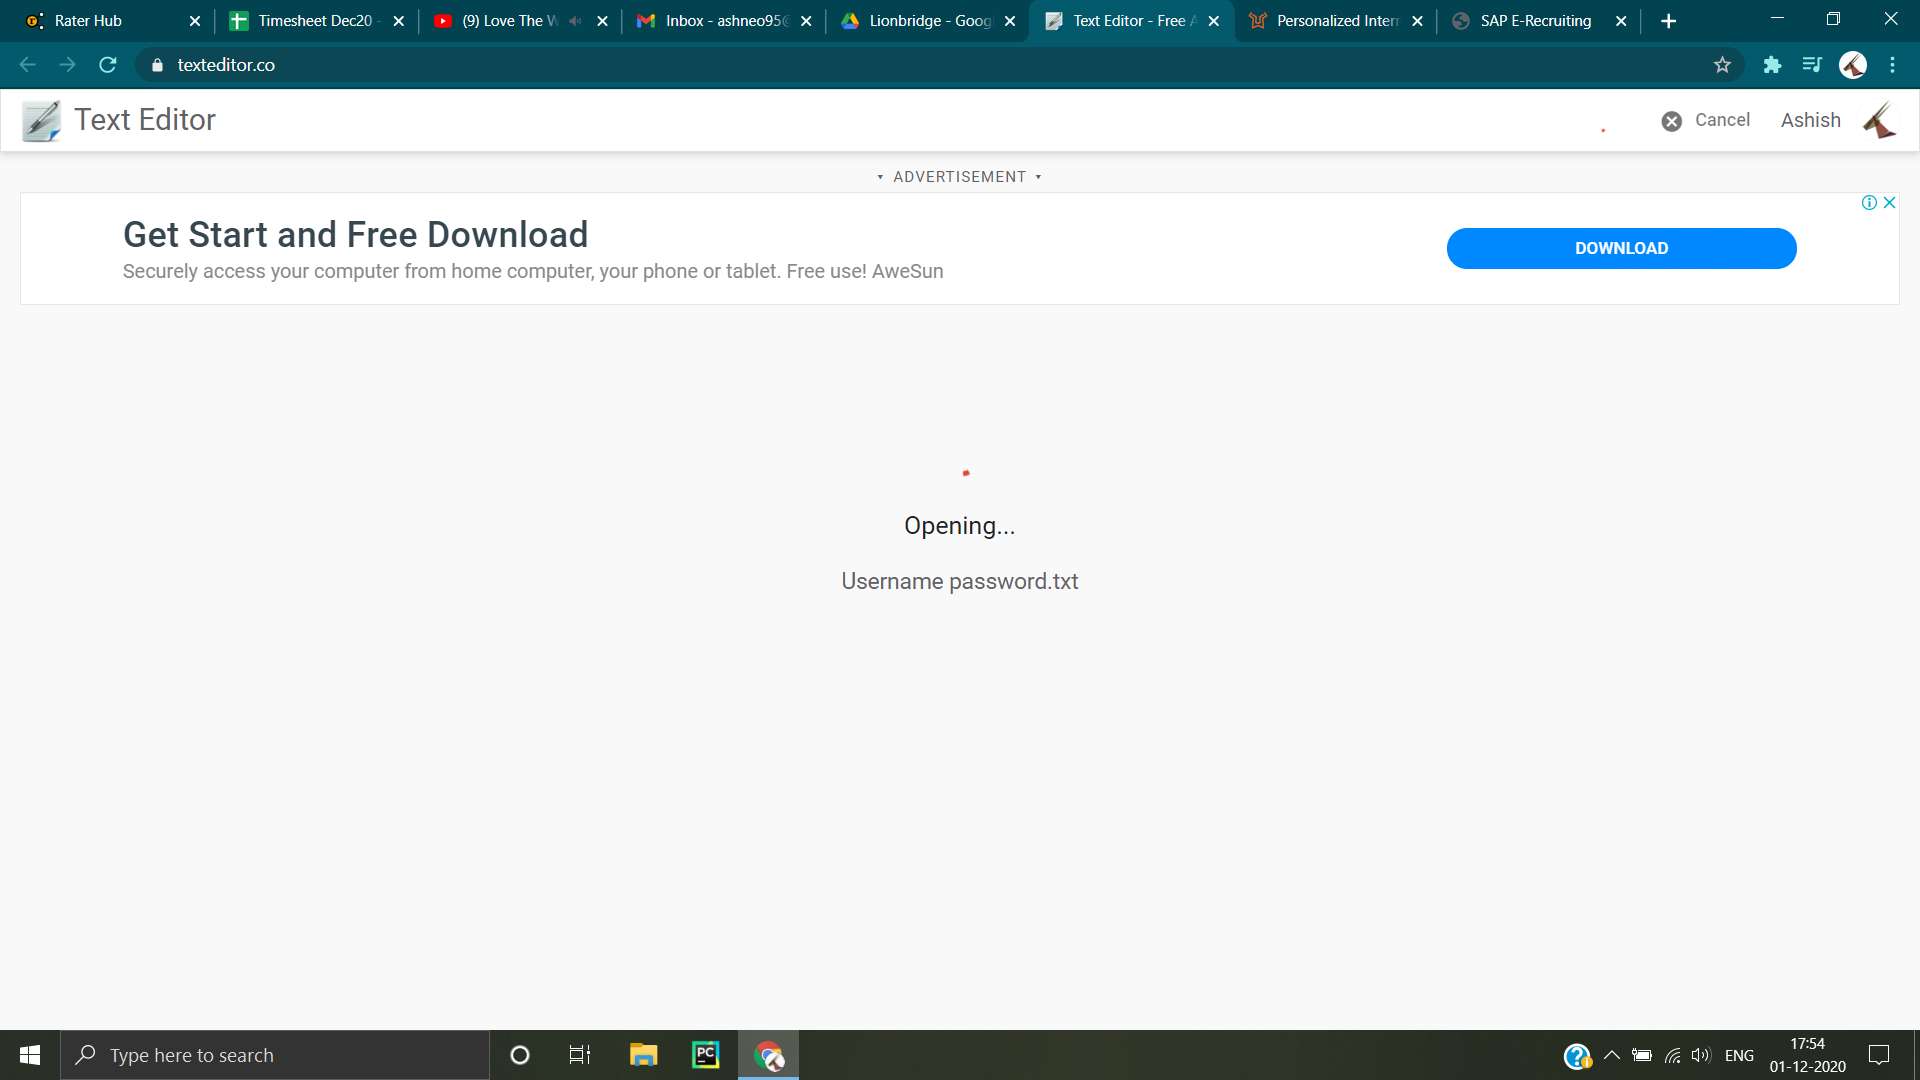 Rater Hub
Timesheet Dec20 -
(9) Love The W
Inbox - ashneo95@
Lionbridge - Goog
Text Editor - Free A
Personalized Intern
SAP E-Recruiting
texteditor.co
Text Editor
Cancel
Ashish
ADVERTISEMENT
Get Start and Free Download
Securely access your computer from home computer, your phone or tablet. Free use! AweSun
DOWNLOAD
Opening...
Username password.txt
Type here to search
PC
ENG
17:54
01-12-2020